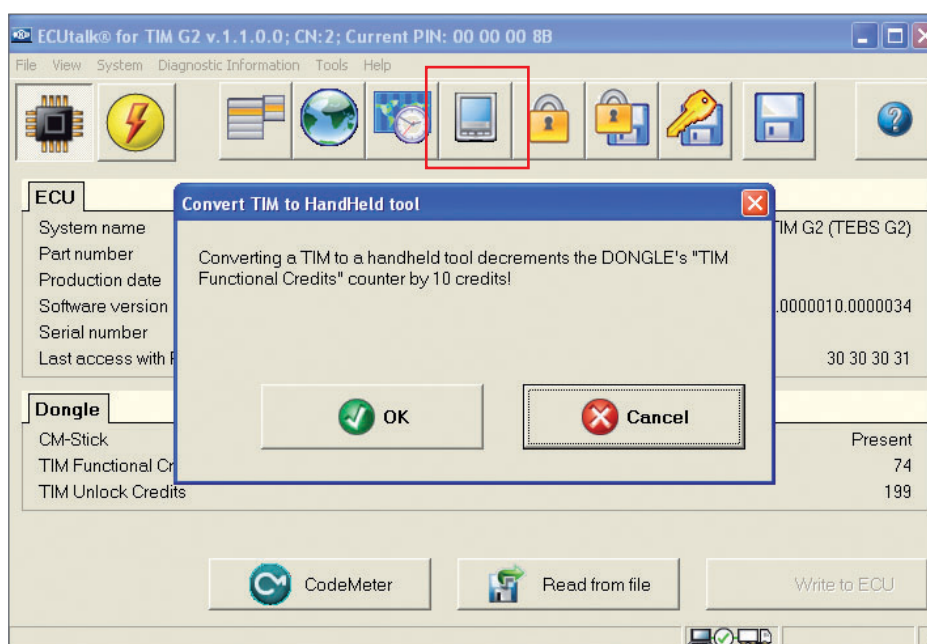 ECUtalk® for TIM G2 v.1.1.0.0; CN:2; Current PIN: 00 00 00 8B
File View System Diagnostic Information Tools Help
ECU
Convert TIM to HandHeld tool
System name
TIM G2 (TEBS G2)
Part number
Converting a TIM to a handheld tool decrements the DONGLE's "TIM
Functional Credits" counter by 10 credits!
Production date
Software version
.0000010.0000034
Serial number
Last access with
30 30 30 31
OK
Cancel
Dongle
CM-Stick
Present
TIM Functional Cr
74
TIM Unlock Credits
199
CodeMeter
Read from file
Write to ECU